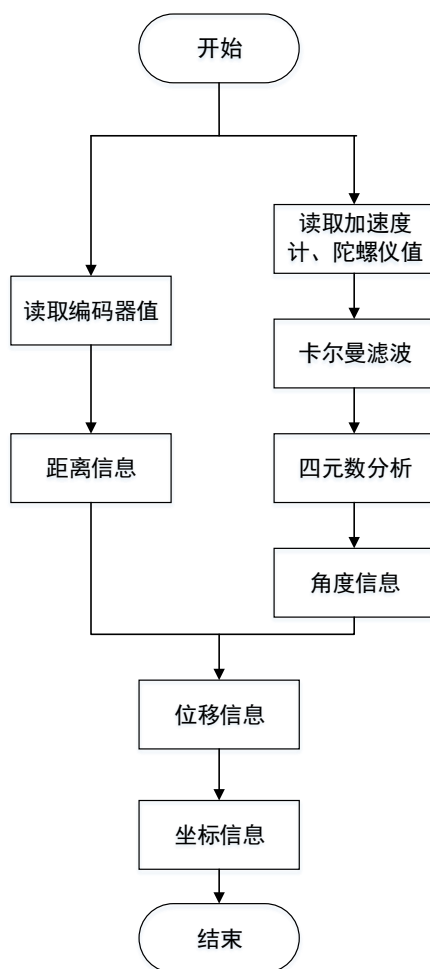 开始
读取加速度
计、陀螺仪值
读取编码器值
卡尔曼滤波
距离信息
四元数分析
角度信息
位移信息
坐标信息
结束